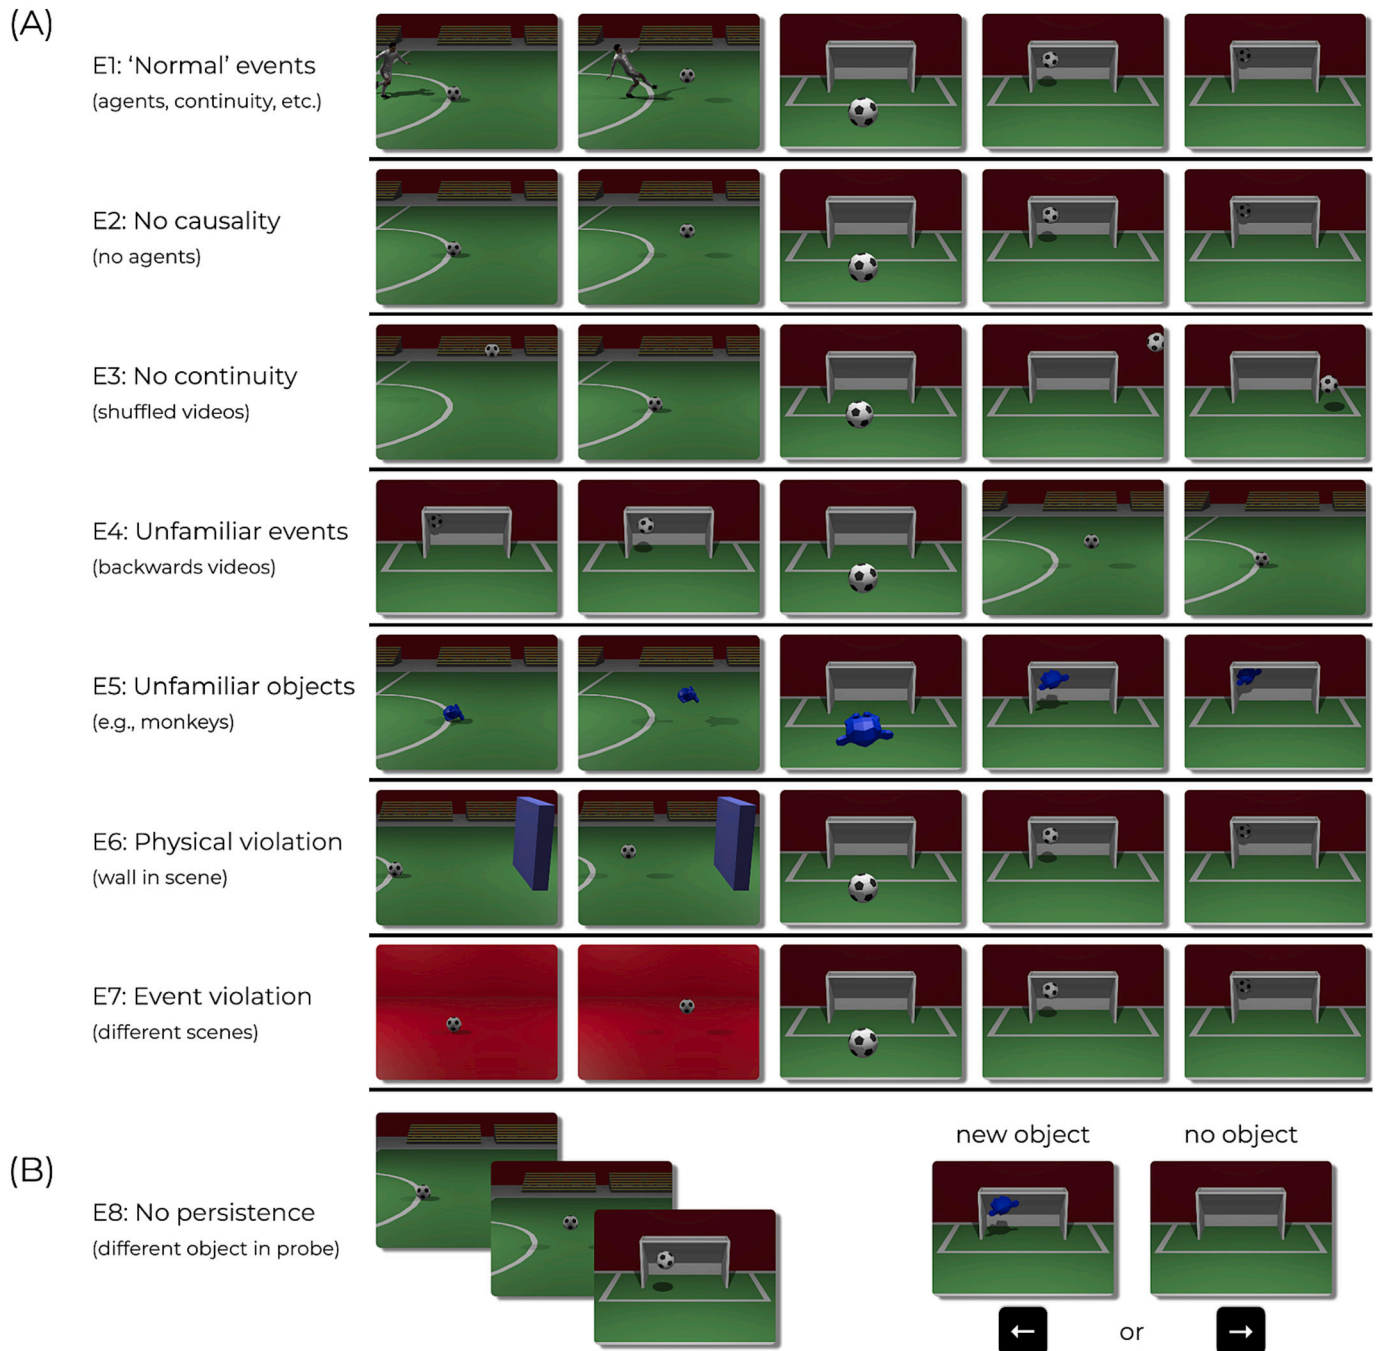 (A)
E1: ‘Normal’ events
(agents, continuity, etc.)
E2: No causality
(no agents)
E3: No continuity
(shuffled videos)
E4: Unfamiliar events
(backwards videos)
E5: Unfamiliar objects
(e.g., monkeys)
E6: Physical violation
(wall in scene)
E7: Event violation
(different scenes)
(B)
E8: No persistence
(different object in probe)
new object
no object
← or →